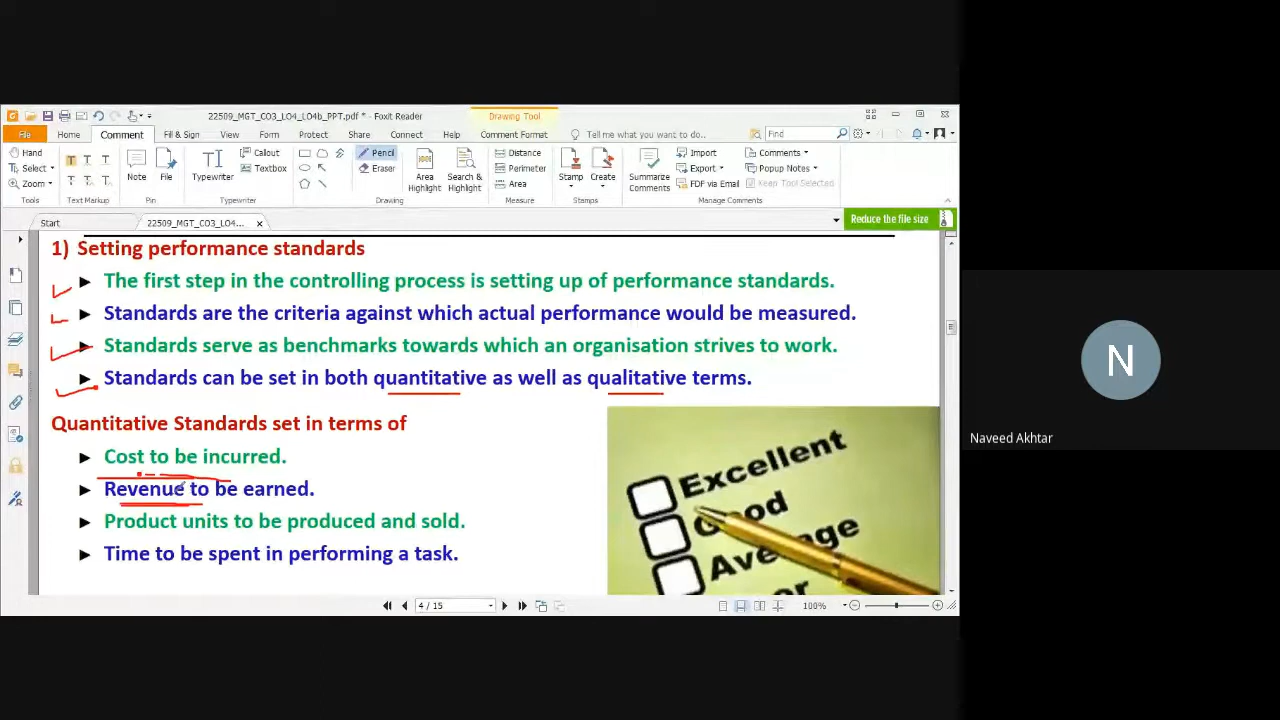 22509_MGT_CO3_LO4_LO4b_PPT.pdf * - Foxit Reader
Drawing Tool
File Home Comment Fill & Sign View Form Protect Share Connect Help Comment Format Tell me what you want to do.. Find
Hand
Select
Zoom
Tools
T T T
T T T
Text Markup
Note
File
Pin
Typewriter
Callout
Textbox
Typewriter
Pencil
Eraser
Area Highlight
Search & Highlight
Drawing
Distance
Perimeter
Area
Measure
Stamp
Create
Stamps
Summarize Comments
Import
Export
FDF via Email
Comments
Popup Notes
Keep Tool Selected
Manage Comments
Start
22509_MGT_CO3_LO4...
Reduce the file size
1) Setting performance standards
► The first step in the controlling process is setting up of performance standards.
► Standards are the criteria against which actual performance would be measured.
► Standards serve as benchmarks towards which an organisation strives to work.
► Standards can be set in both quantitative as well as qualitative terms.
Quantitative Standards set in terms of
► Cost to be incurred.
► Revenue to be earned.
► Product units to be produced and sold.
► Time to be spent in performing a task.
Excellent
Good
Average
4 / 15
100%
N
Naveed Akhtar